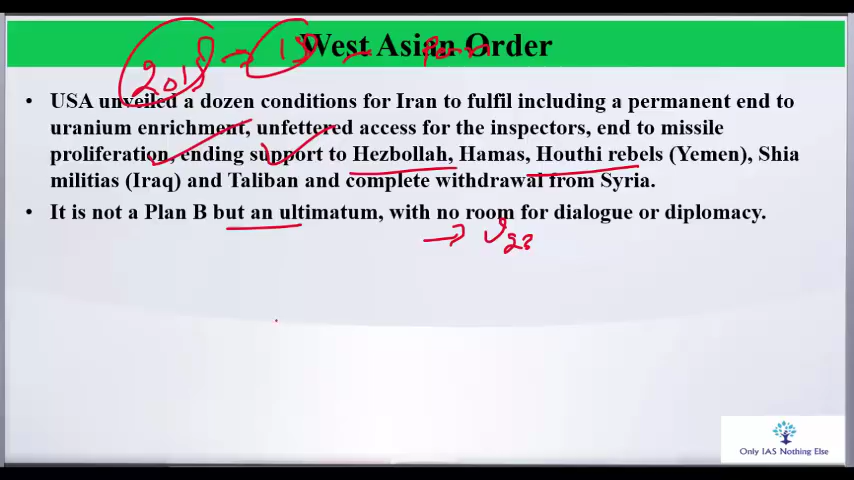 West Asian Order
2018
• USA unveiled a dozen conditions for Iran to fulfil including a permanent end to
uranium enrichment, unfettered access for the inspectors, end to missile
proliferation, ending support to Hezbollah, Hamas, Houthi rebels (Yemen), Shia
militias (Iraq) and Taliban and complete withdrawal from Syria.
• It is not a Plan B but an ultimatum, with no room for dialogue or diplomacy.
Only IAS Nothing Else